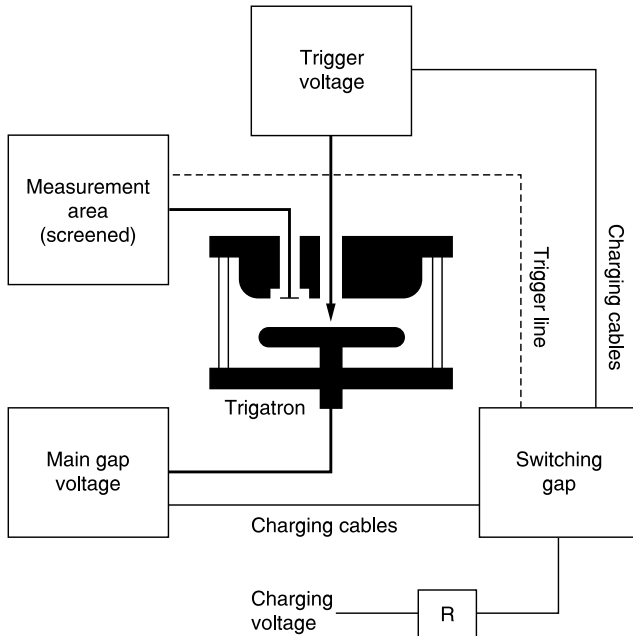 Trigger
voltage
Measurement
area
(screened)
Trigger line
Charging cables
Trigatron
Main gap
voltage
Switching
gap
Charging cables
Charging
voltage
R